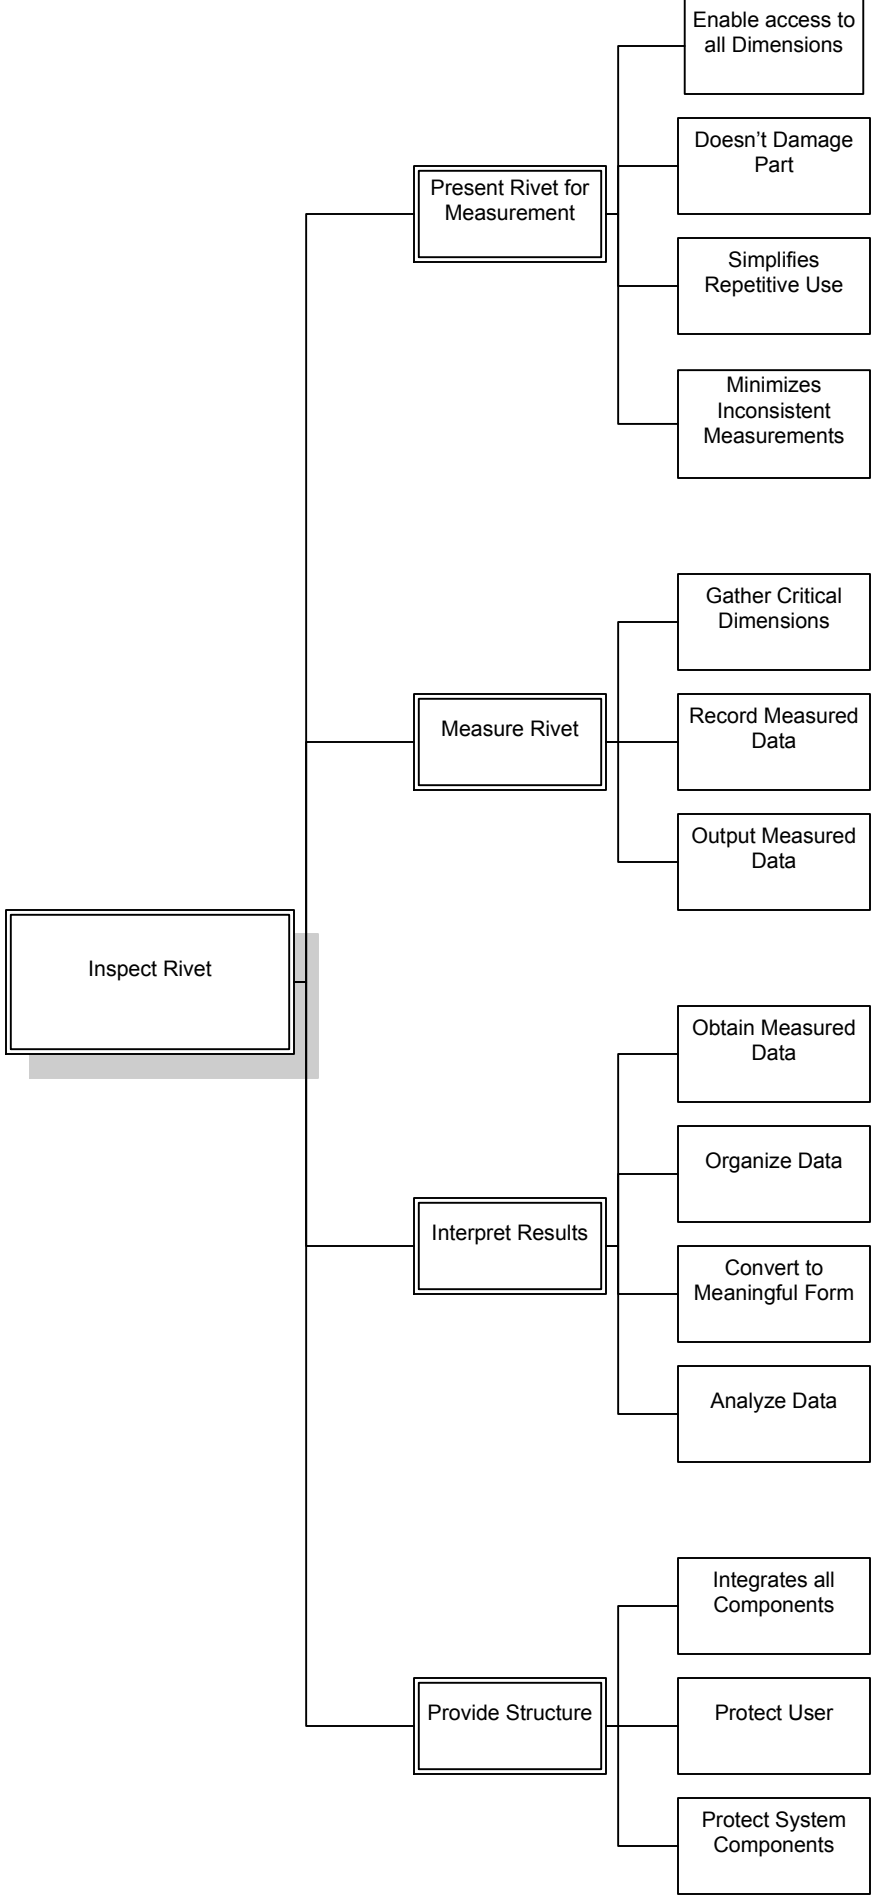 Enable access to
all Dimensions
Doesn't Damage
Part
Present Rivet for
Measurement
Simplifies
Repetitive Use
Minimizes
Inconsistent
Measurements
Gather Critical
Dimensions
Measure Rivet
Record Measured
Data
Output Measured
Data
Inspect Rivet
Obtain Measured
Data
Organize Data
Interpret Results
Convert to
Meaningful Form
Analyze Data
Integrates all
Components
Provide Structure
Protect User
Protect System
Components